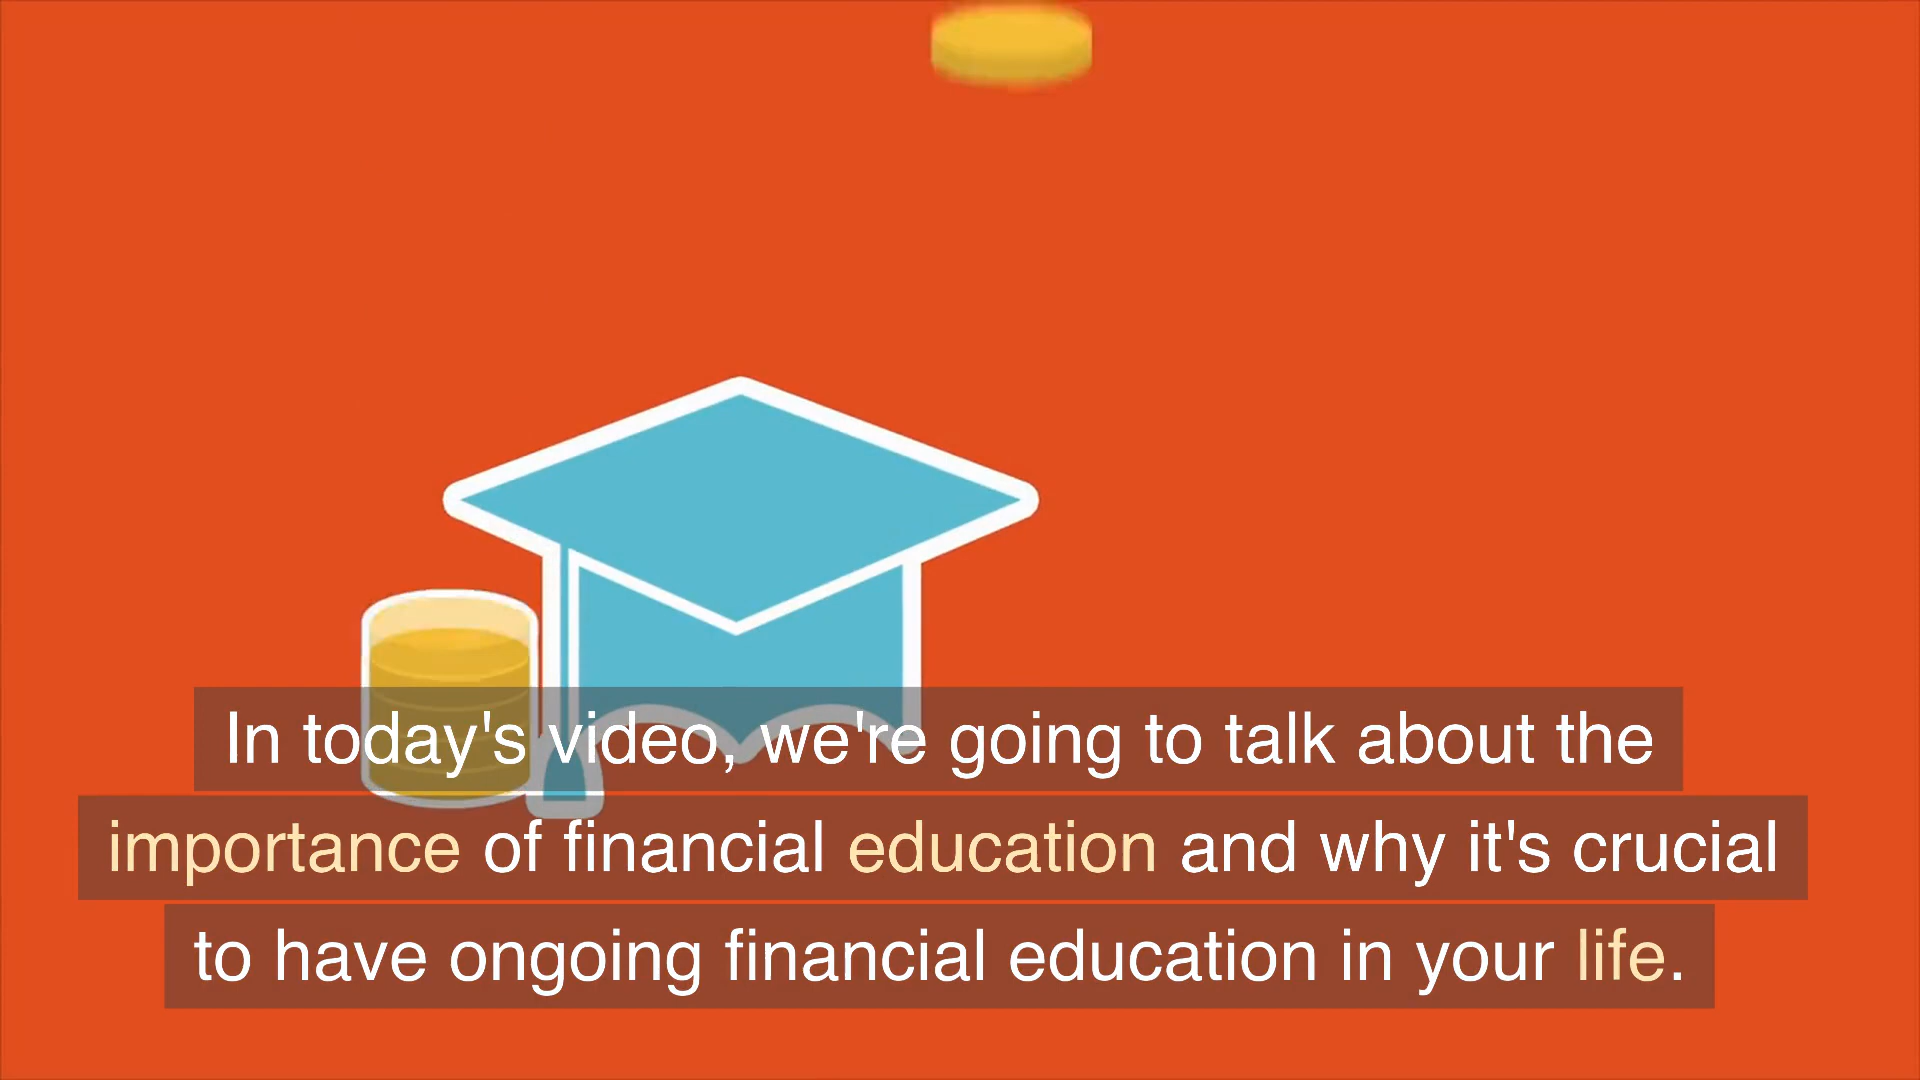 In today's video, we're going to talk about the
importance of financial education and why it's crucial
to have ongoing financial education in your life.